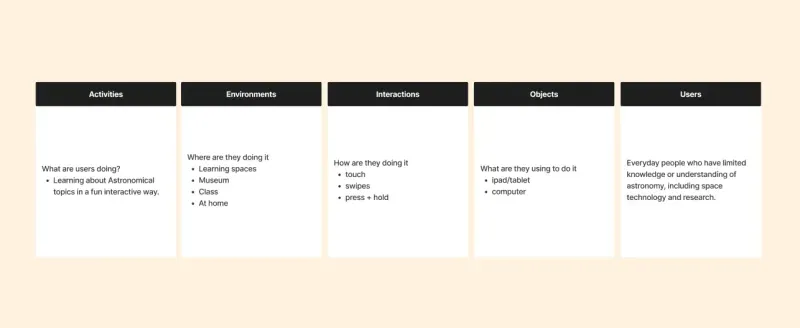 Activities
What are users doing?
• Learning about Astronomical
topics in a fun interactive way.
Environments
Where are they doing it
• Learning spaces
• Museum
• Class
• At home
Interactions
How are they doing it
• touch
• swipes
• press + hold
Objects
What are they using to do it
• ipad/tablet
• computer
Users
Everyday people who have limited
knowledge or understanding of
astronomy, including space
technology and research.